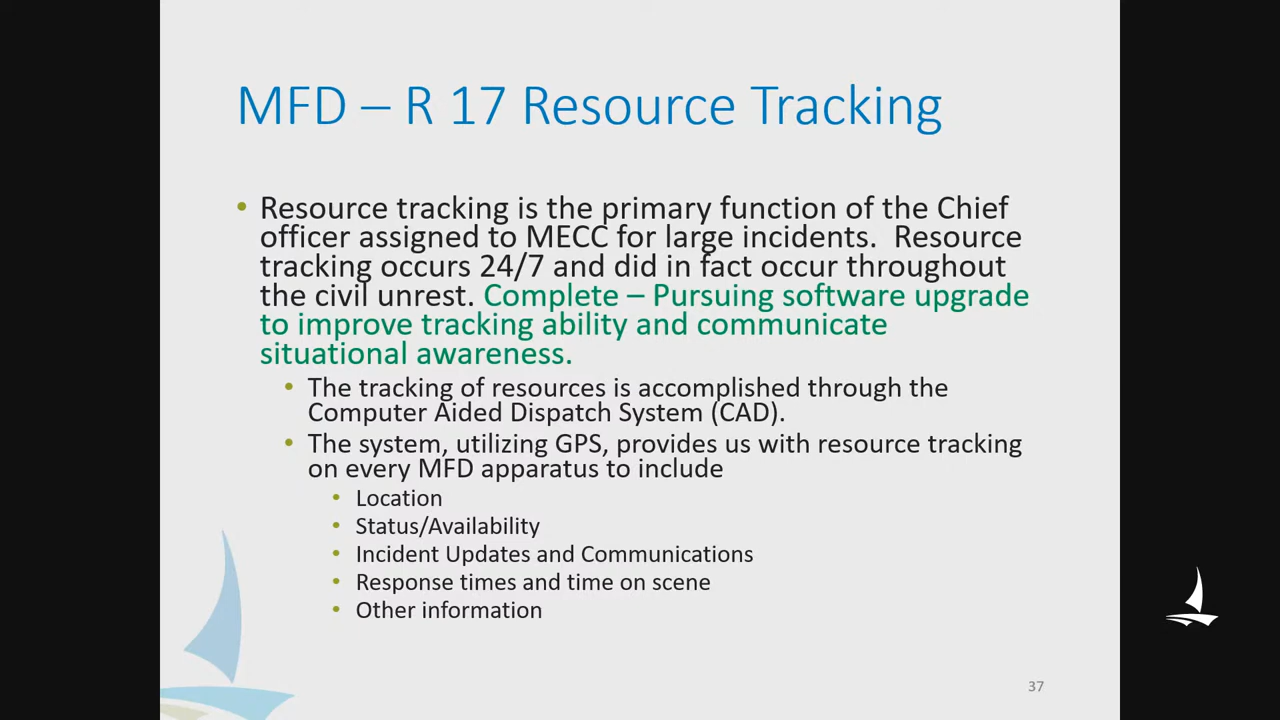 MFD – R 17 Resource Tracking
• Resource tracking is the primary function of the Chief
officer assigned to MECC for large incidents.  Resource
tracking occurs 24/7 and did in fact occur throughout
the civil unrest. Complete – Pursuing software upgrade
to improve tracking ability and communicate
situational awareness.
• The tracking of resources is accomplished through the
Computer Aided Dispatch System (CAD).
• The system, utilizing GPS, provides us with resource tracking
on every MFD apparatus to include
• Location
• Status/Availability
• Incident Updates and Communications
• Response times and time on scene
• Other information
37